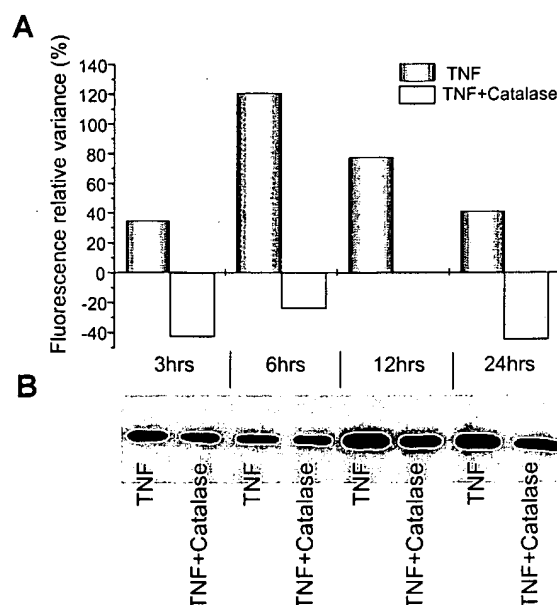 A
Fluorescence relative variance (%)
140
120
100
80
60
40
20
0
-20
-40
TNF
TNF+Catalase
3hrs
6hrs
12hrs
24hrs
B
TNF
TNF+Catalase
TNF
TNF+Catalase
TNF
TNF+Catalase
TNF
TNF+Catalase